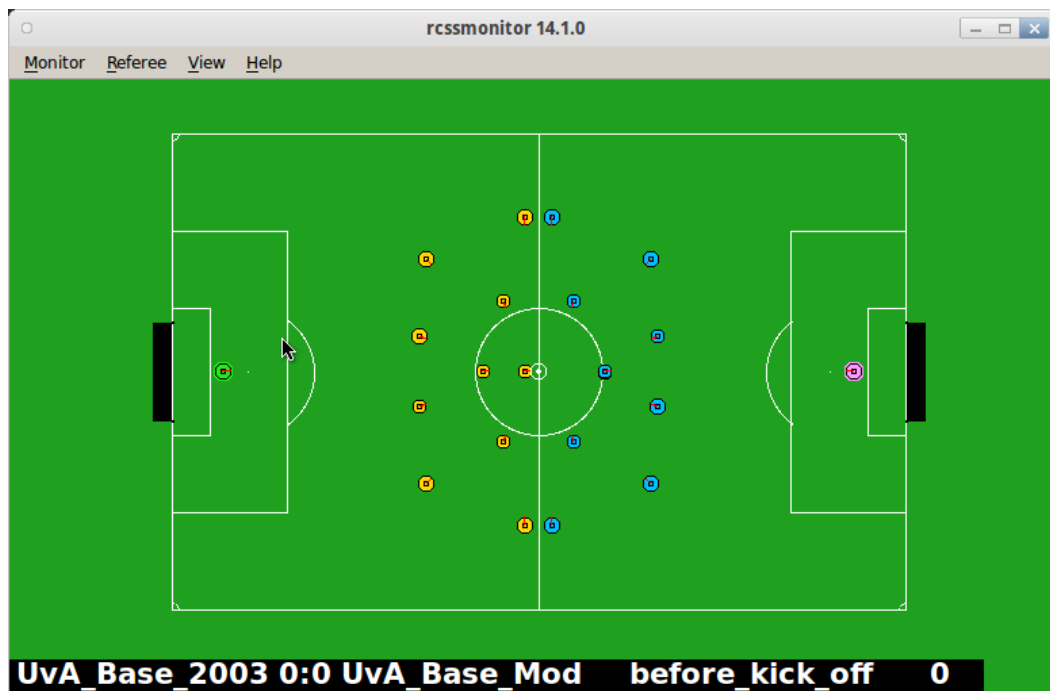 rcssmonitor 14.1.0
Monitor Referee View Help
UvA_Base_2003 0:0 UvA_Base_Mod before_kick_off 0